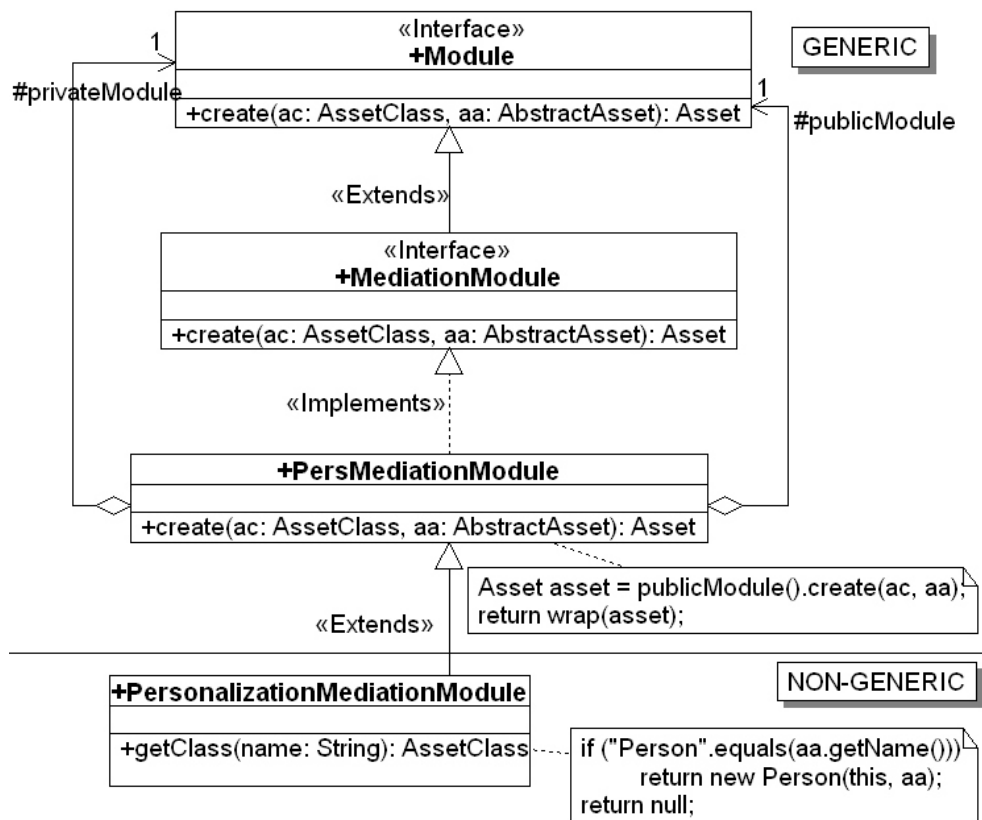 «Interface»
+Module
GENERIC
1
#privateModule
1
+create(ac: AssetClass, aa: AbstractAsset): Asset
#publicModule
«Extends»
«Interface»
+MediationModule
+create(ac: AssetClass, aa: AbstractAsset): Asset
«Implements»
+PersMediationModule
+create(ac: AssetClass, aa: AbstractAsset): Asset
Asset asset = publicModule().create(ac, aa);
return wrap(asset);
«Extends»
NON-GENERIC
+PersonalizationMediationModule
+getClass(name: String): AssetClass
if ("Person".equals(aa.getName()))
return new Person(this, aa);
return null;